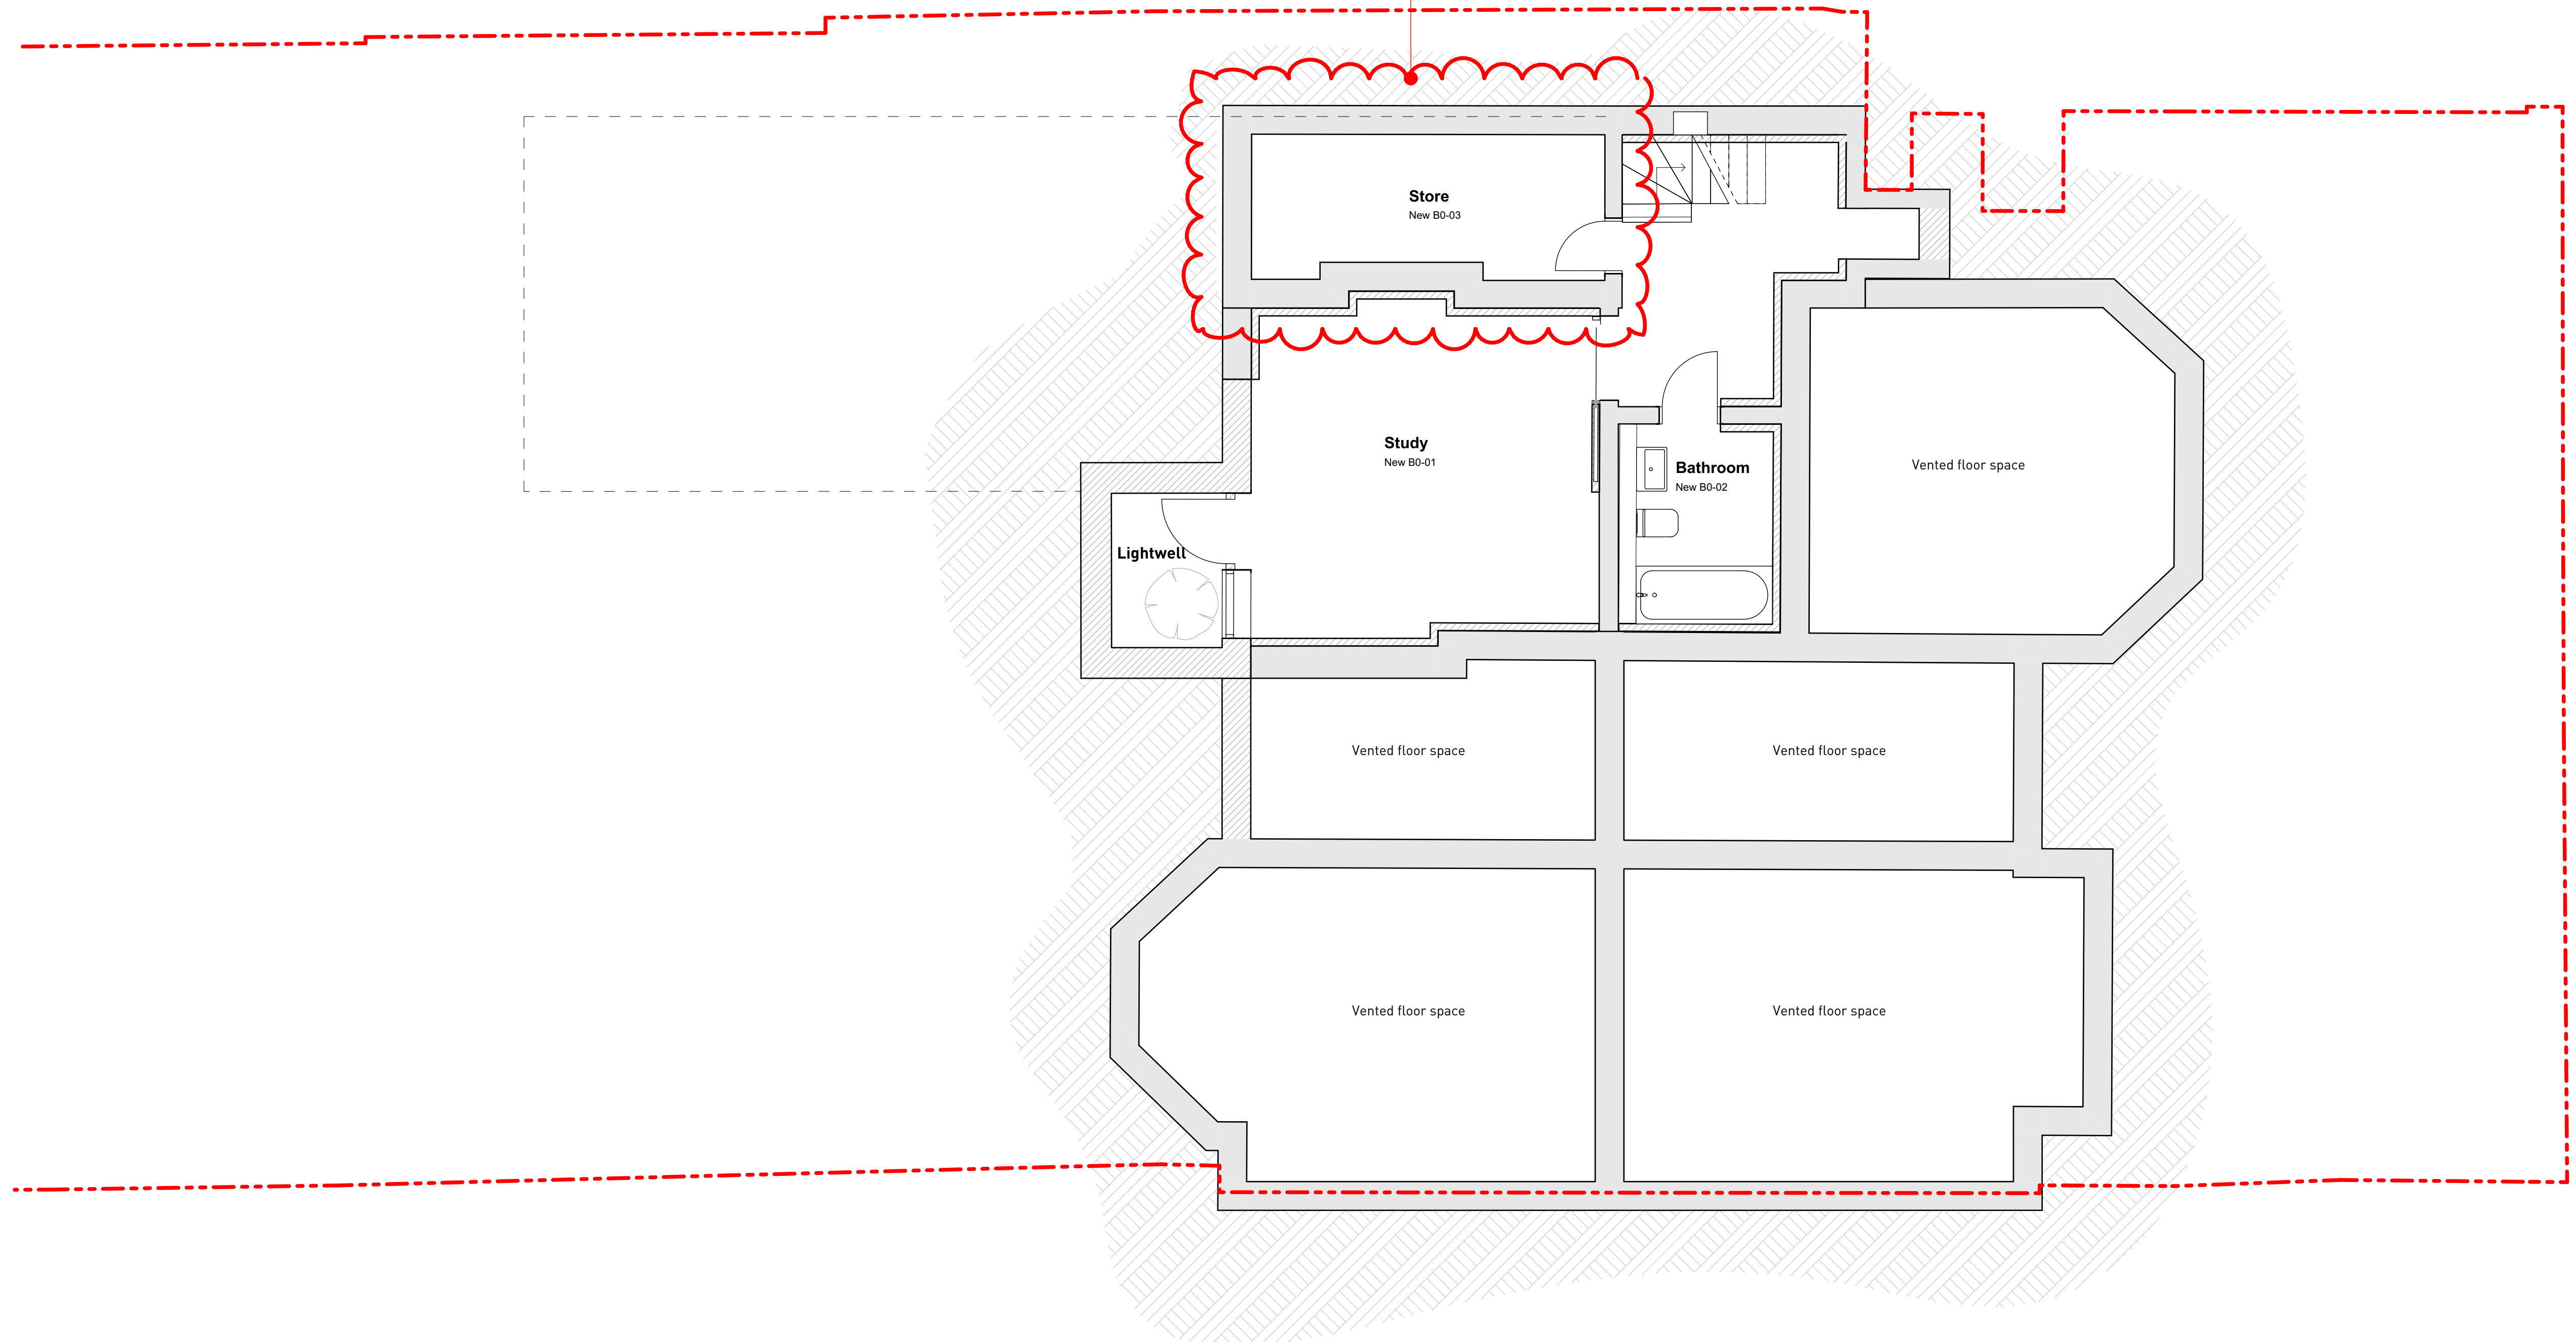 Store
New B0-03
Study
New B0-01
Bathroom
New B0-02
Vented floor space
Lightwell
Vented floor space
Vented floor space
Vented floor space
Vented floor space